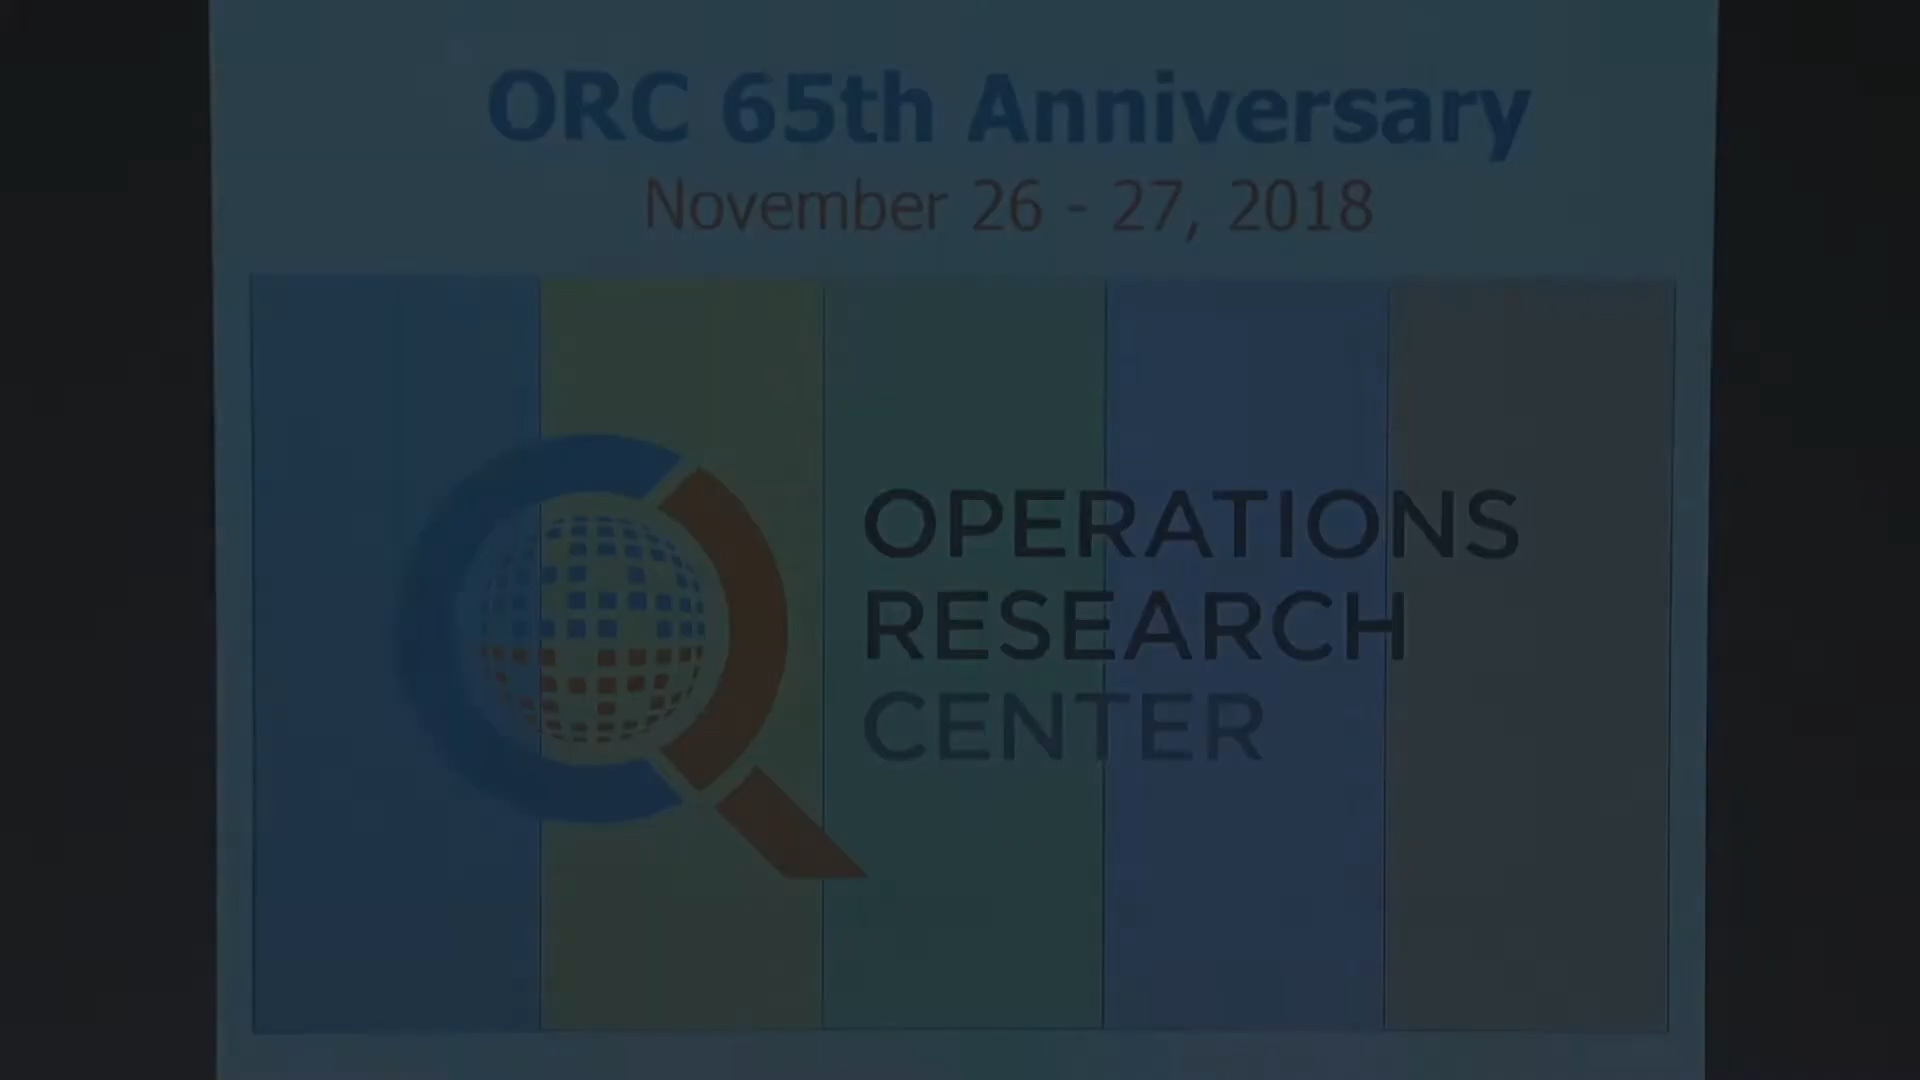 ORC 65th Anniversary
November 26 - 27, 2018
OPERATIONS
RESEARCH
CENTER